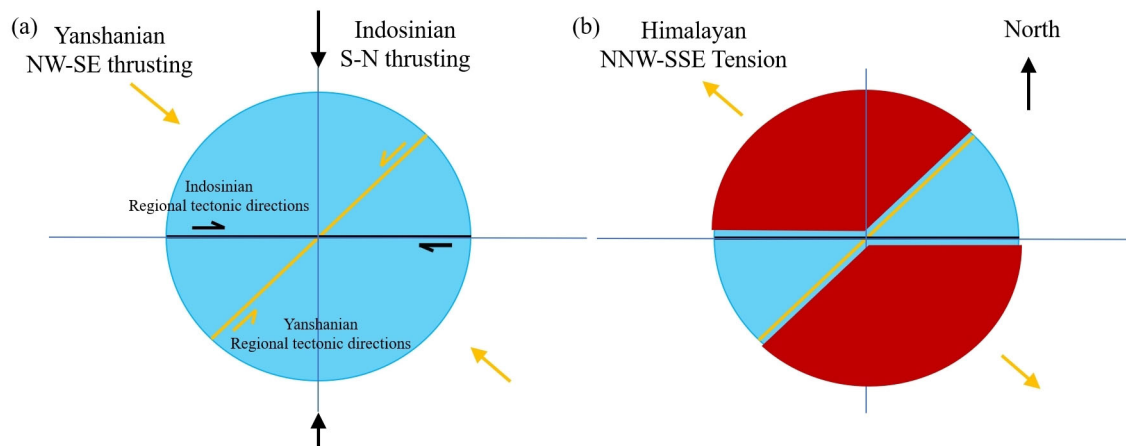 (a)
Yanshanian
NW-SE thrusting
Indosinian
S-N thrusting
Indosinian
Regional tectonic directions
Yanshanian
Regional tectonic directions
(b)
Himalayan
NNW-SSE Tension
North